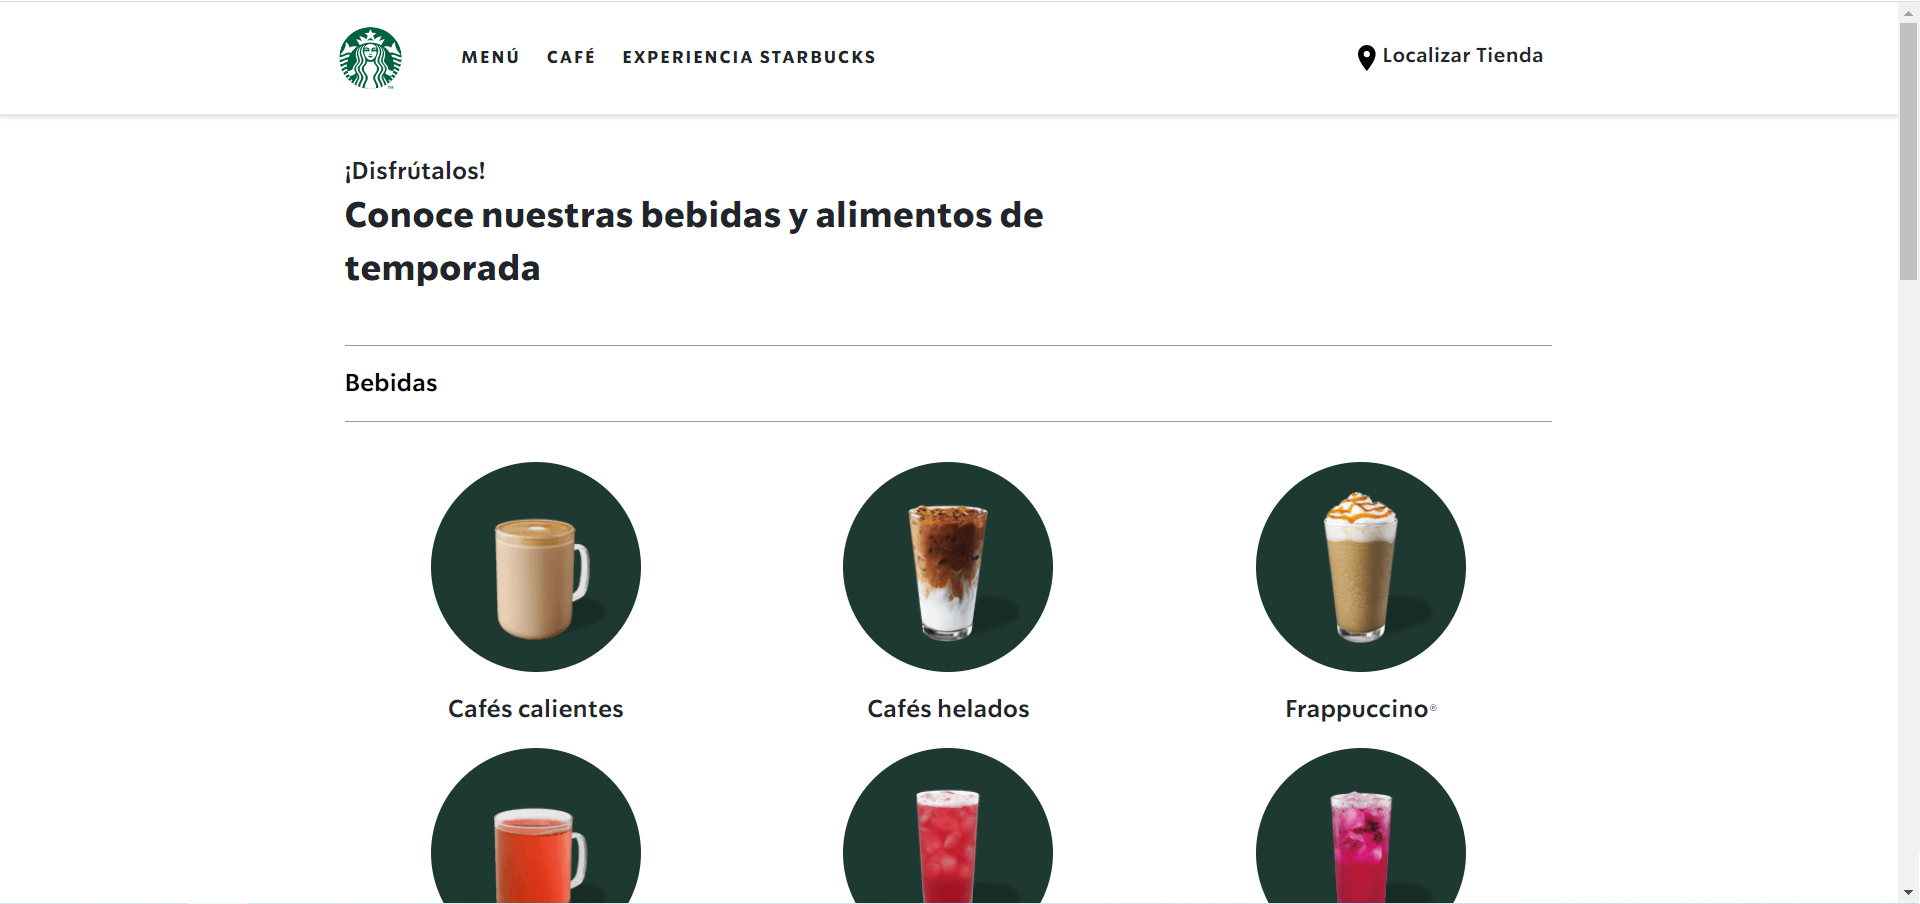 MENÚ CAFÉ EXPERIENCIA STARBUCKS Localizar Tienda
¡Disfrútalos!
Conoce nuestras bebidas y alimentos de
temporada
Bebidas
Cafés calientes Cafés helados Frappuccino®